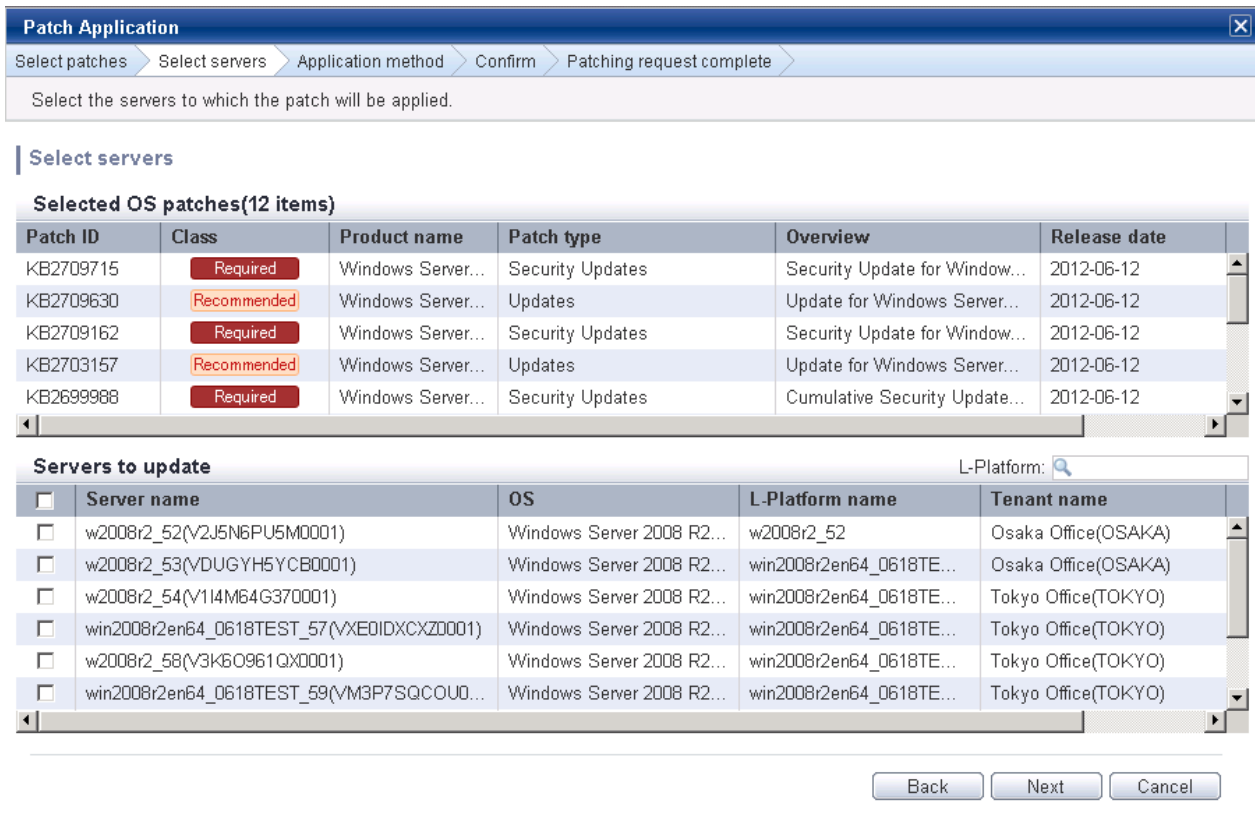 Patch Application
Select patches Select servers Application method Confirm Patching request complete
Select the servers to which the patch will be applied.
Select servers
Selected OS patches(12 items)
Patch ID Class Product name Patch type Overview Release date
KB2709715 Required Windows Server... Security Updates Security Update for Window... 2012-06-12
KB2709630 Recommended Windows Server... Updates Update for Windows Server... 2012-06-12
KB2709162 Required Windows Server... Security Updates Security Update for Window... 2012-06-12
KB2703157 Recommended Windows Server... Updates Update for Windows Server... 2012-06-12
KB2699988 Required Windows Server... Security Updates Cumulative Security Update... 2012-06-12
Servers to update L-Platform:
Server name OS L-Platform name Tenant name
w2008r2_52(V2J5N6PU5M0001) Windows Server 2008 R2... w2008r2_52 Osaka Office(OSAKA)
w2008r2_53(VDUGYH5YCB0001) Windows Server 2008 R2... win2008r2en64_0618TE... Osaka Office(OSAKA)
w2008r2_54(V1I4M64G370001) Windows Server 2008 R2... win2008r2en64_0618TE... Tokyo Office(TOKYO)
win2008r2en64_0618TEST_57(VXE0IDXCXZ0001) Windows Server 2008 R2... win2008r2en64_0618TE... Tokyo Office(TOKYO)
w2008r2_58(V3K6O961QX0001) Windows Server 2008 R2... win2008r2en64_0618TE... Tokyo Office(TOKYO)
win2008r2en64_0618TEST_59(VM3P7SQCOU0... Windows Server 2008 R2... win2008r2en64_0618TE... Tokyo Office(TOKYO)
Back Next Cancel